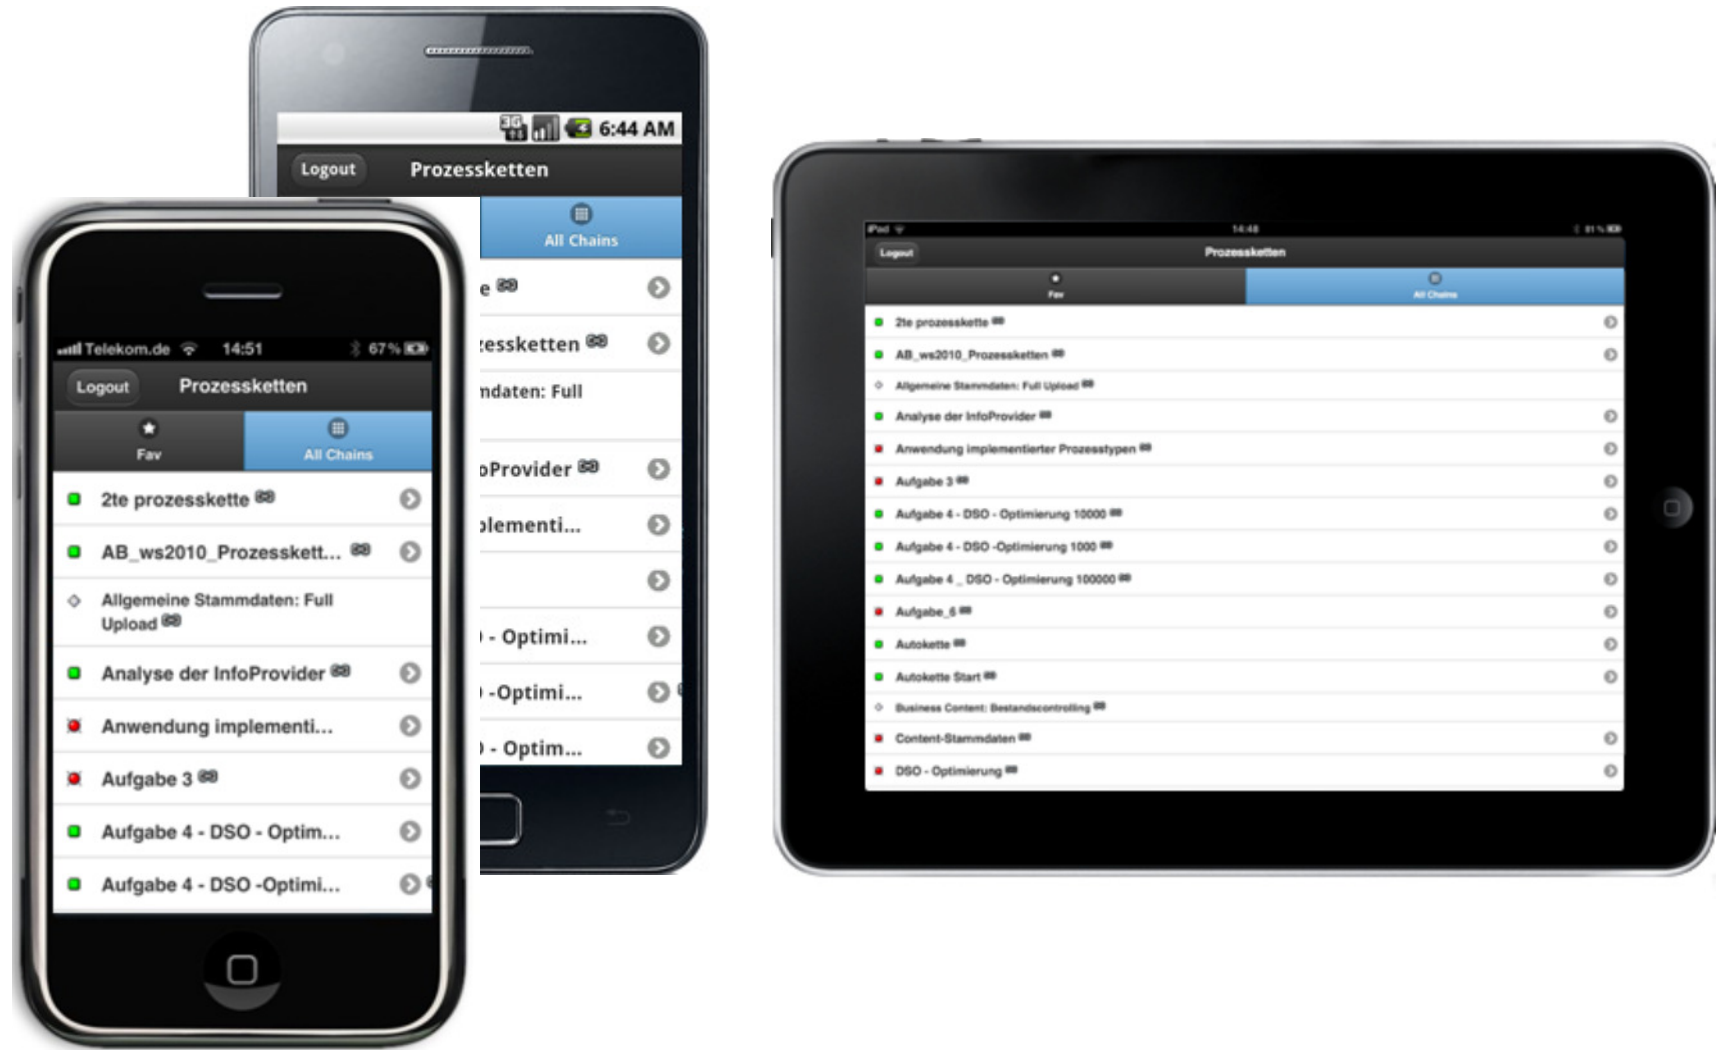 Telekom.de 14:51 67%
Logout Prozessketten
Fav All Chains
2te prozesskette
AB_ws2010_Prozesskett...
Allgemeine Stammdaten: Full
Upload
Analyse der InfoProvider
Anwendung implementi...
Aufgabe 3
Aufgabe 4 - DSO - Optim...
Aufgabe 4 - DSO -Optimi...
3G 6:44 AM
Logout Prozessketten
All Chains
e
zessketten
mdaten: Full
oProvider
plementi...
- Optimi...
-Optimi...
- Optim...
iPad 14:48 81%
Logout Prozessketten
Fav All Chains
2te prozesskette
AB_ws2010_Prozessketten
Allgemeine Stammdaten: Full Upload
Analyse der InfoProvider
Anwendung implementierter Prozesstypen
Aufgabe 3
Aufgabe 4 - DSO - Optimierung 10000
Aufgabe 4 - DSO -Optimierung 1000
Aufgabe 4 _ DSO - Optimierung 100000
Aufgabe_6
Autokette
Autokette Start
Business Content: Bestandscontrolling
Content-Stammdaten
DSO - Optimierung